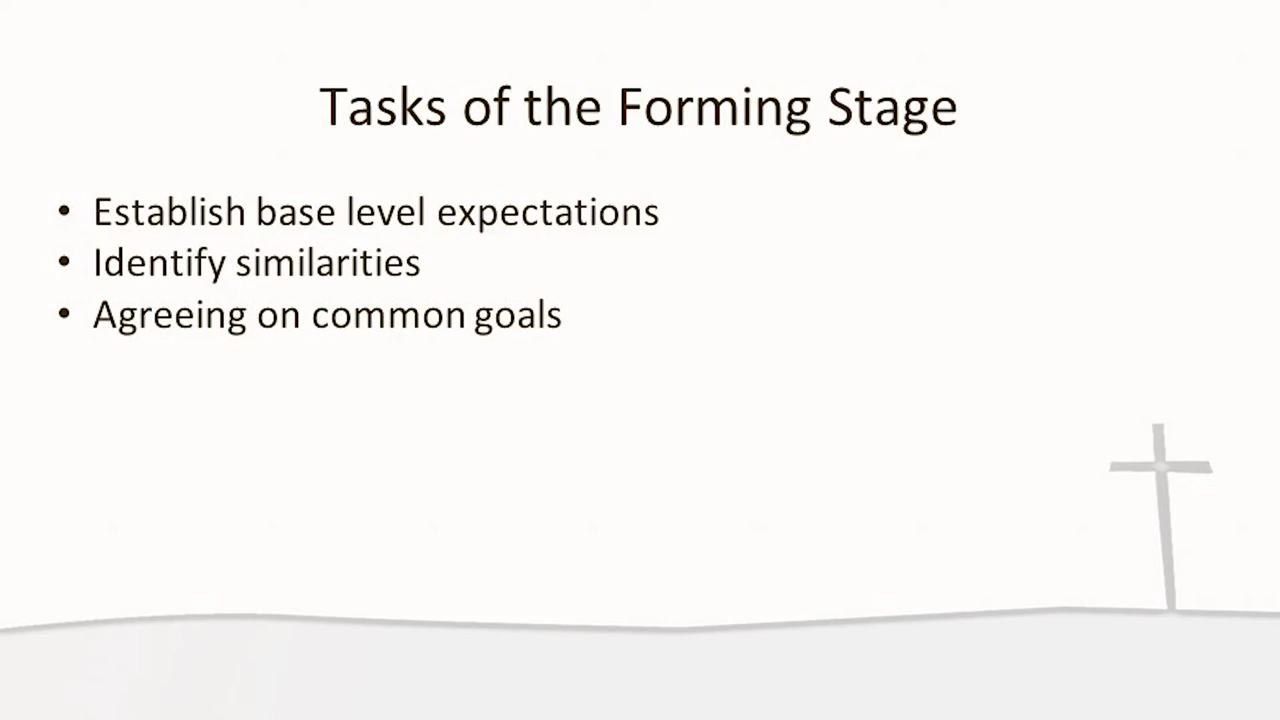 Tasks of the Forming Stage
• Establish base level expectations
• Identify similarities
• Agreeing on common goals